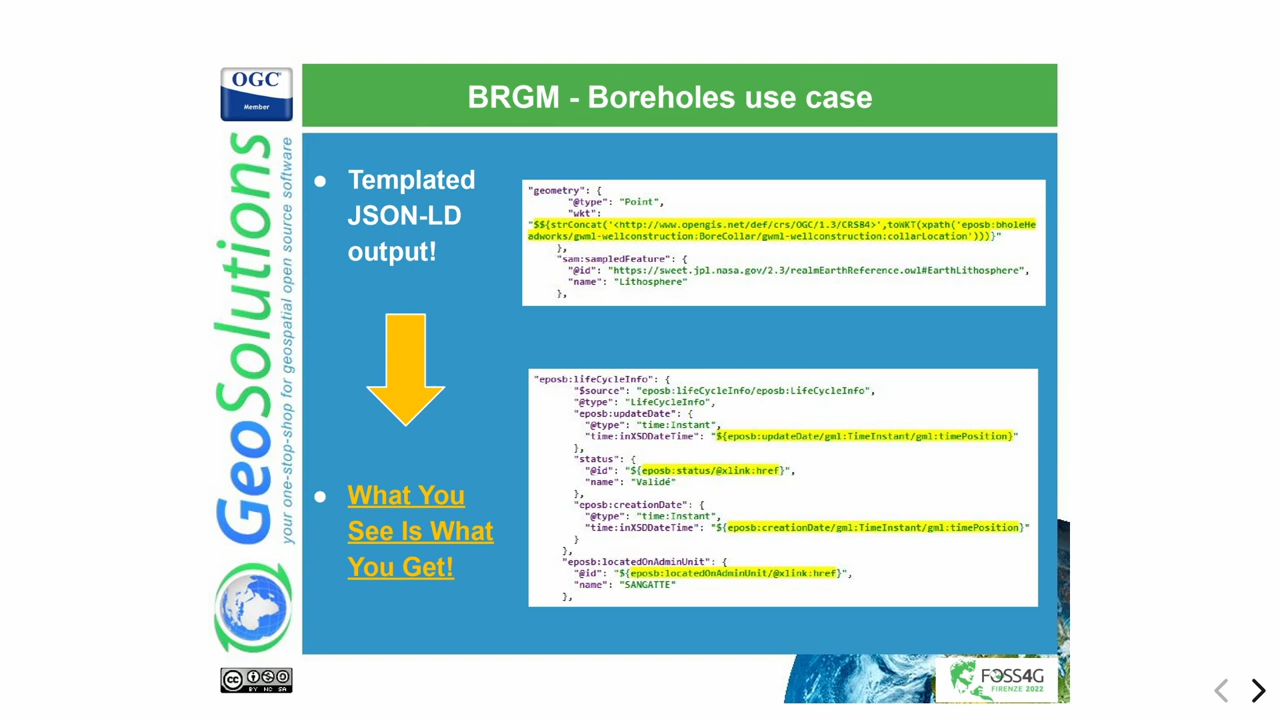 OGC
Member
BRGM - Boreholes use case
GeoSolutions
your one-stop-shop for geospatial open source software
● Templated
JSON-LD
output!
"geometry": {
"@type": "Point",
"wkt":
"$${strConcat('<http://www.opengis.net/def/crs/OGC/1.3/CRS84>',toWKT(xpath('eposb:bholeHe
adworks/gwml-wellconstruction:BoreCollar/gwml-wellconstruction:collarLocation')))}"
},
"sam:sampledFeature": {
"@id": "https://sweet.jpl.nasa.gov/2.3/realmEarthReference.owl#EarthLithosphere",
"name": "Lithosphere"
},
"eposb:lifeCycleInfo": {
"$source": "eposb:lifeCycleInfo/eposb:LifeCycleInfo",
"@type": "LifeCycleInfo",
"eposb:updateDate": {
"@type": "time:Instant",
"time:inXSDDateTime": "${eposb:updateDate/gml:TimeInstant/gml:timePosition}"
},
"status": {
"@id": "${eposb:status/@xlink:href}",
"name": "Validé"
},
"eposb:creationDate": {
"@type": "time:Instant",
"time:inXSDDateTime": "${eposb:creationDate/gml:TimeInstant/gml:timePosition}"
}
},
"eposb:locatedOnAdminUnit": {
"@id": "${eposb:locatedOnAdminUnit/@xlink:href}",
"name": "SANGATTE"
},
● What You
See Is What
You Get!
CC
BY NC SA
FOSS4G
FIRENZE 2022